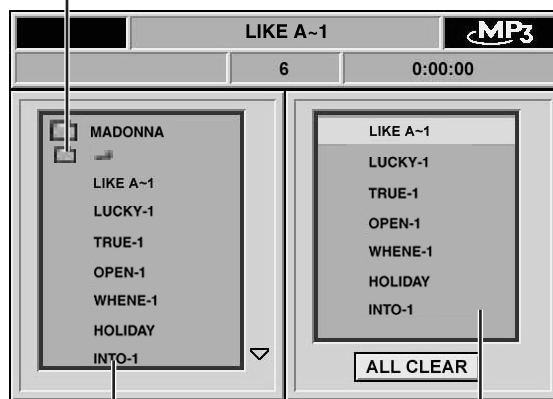 LIKE A~1
MP3
6
0:00:00
MADONNA
LIKE A~1
LUCKY-1
TRUE-1
OPEN-1
WHENE-1
HOLIDAY
INTO-1
LIKE A~1
LUCKY-1
TRUE-1
OPEN-1
WHENE-1
HOLIDAY
INTO-1
ALL CLEAR